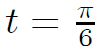 t = π/6